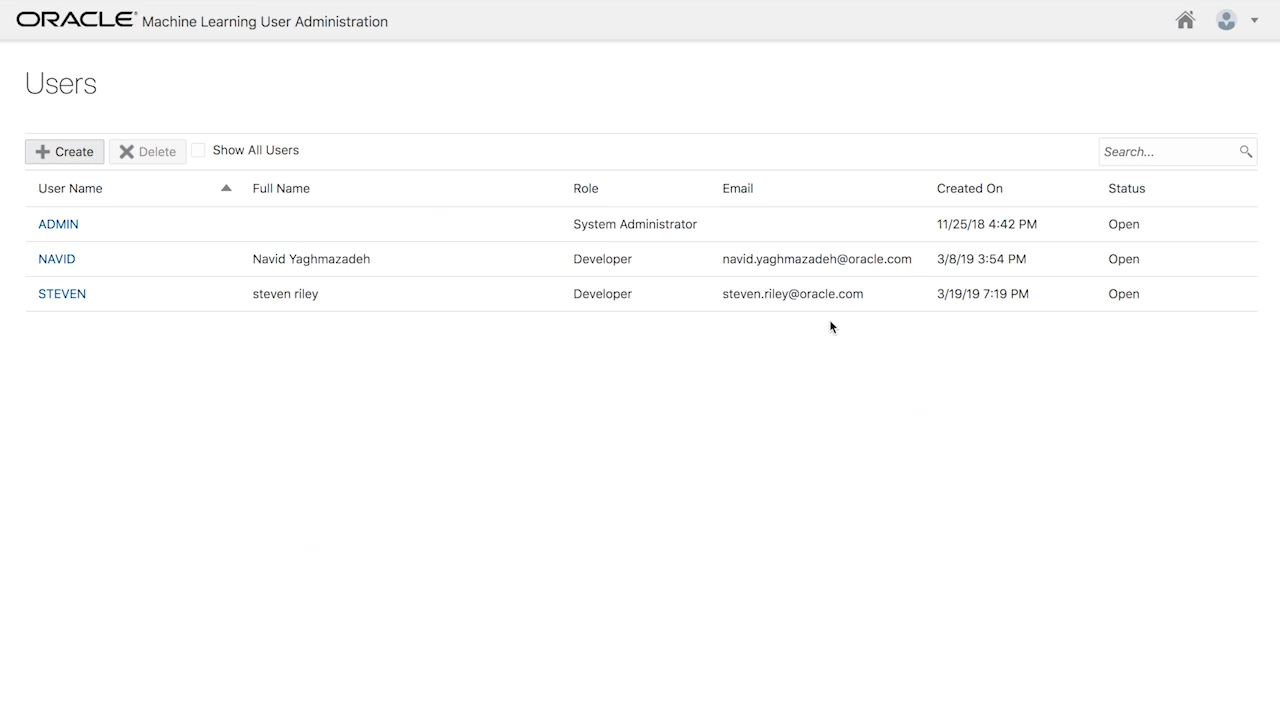 ORACLE® Machine Learning User Administration
Users
Create Delete Show All Users Search...
User Name Full Name Role Email Created On Status
ADMIN System Administrator 11/25/18 4:42 PM Open
NAVID Navid Yaghmazadeh Developer navid.yaghmazadeh@oracle.com 3/8/19 3:54 PM Open
STEVEN steven riley Developer steven.riley@oracle.com 3/19/19 7:19 PM Open